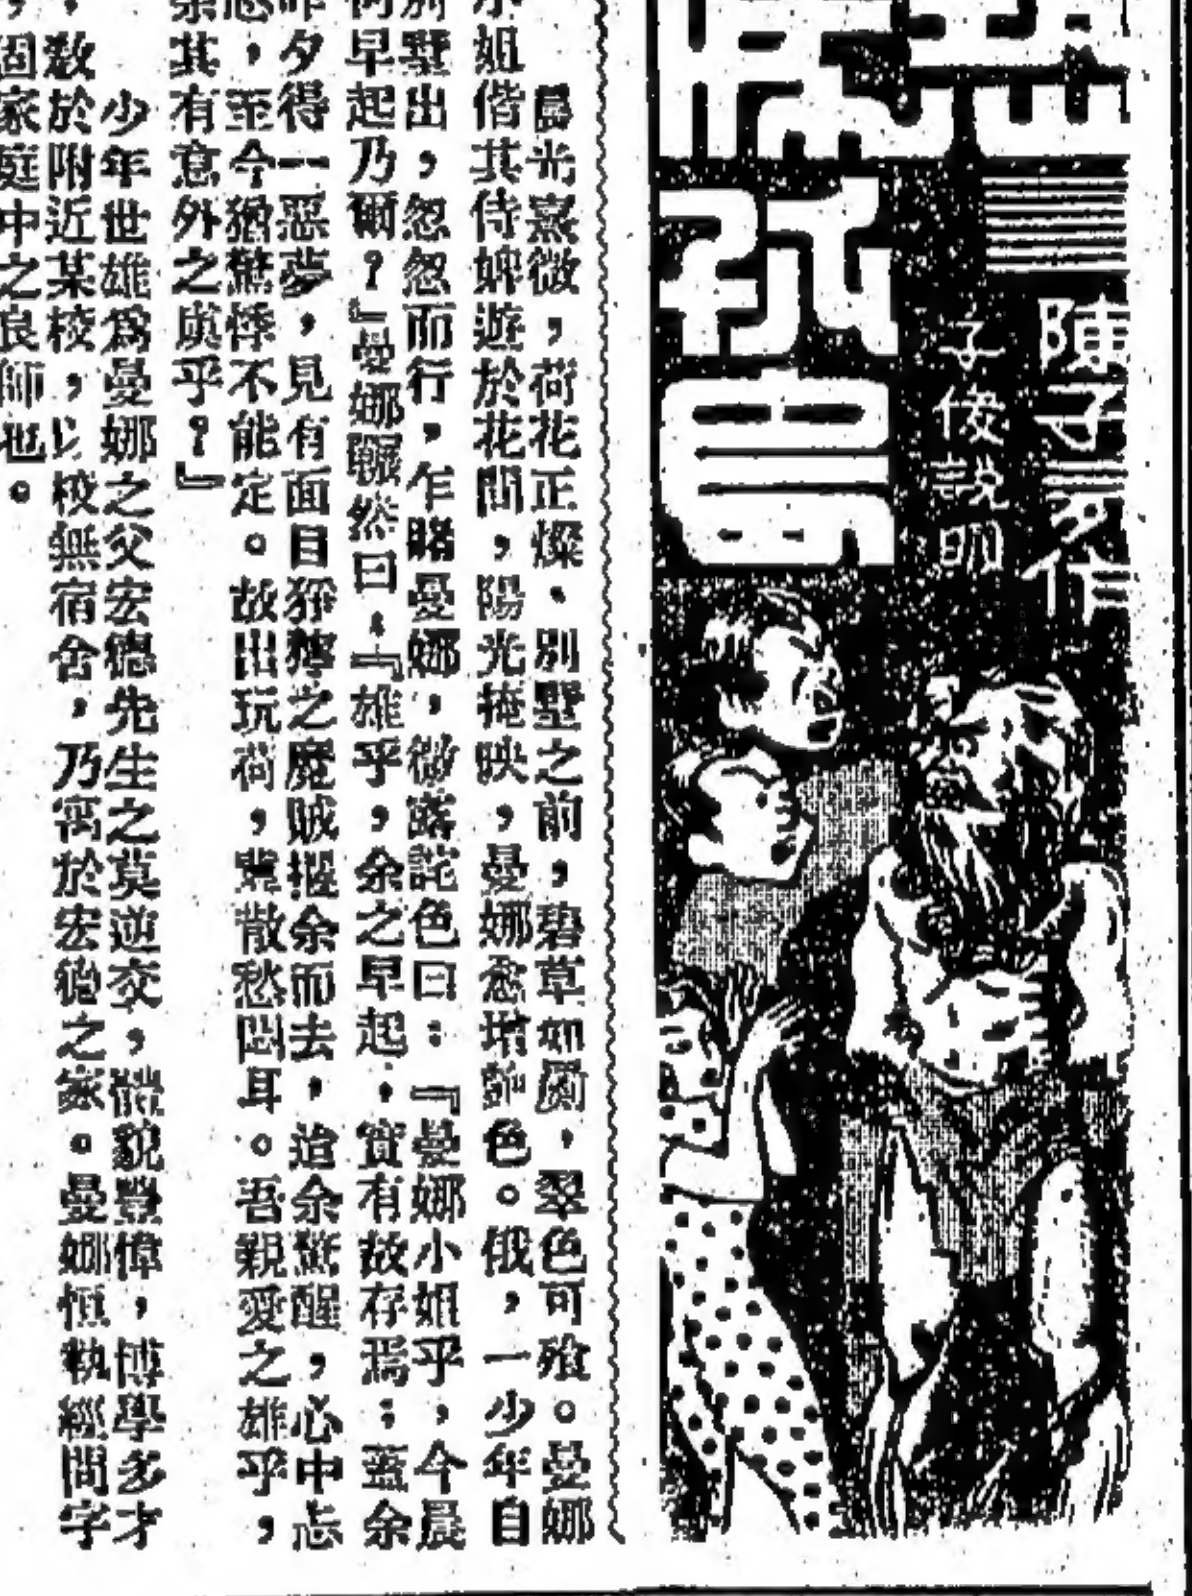 陳子多作
子俊說明
晨光熹微，荷花正燦．別墅之前，碧草如茵，翠色可飱。曼娜
小姐偕其侍婢遊於花間，陽光掩映，曼娜愈增艶色。俄，一少年自
別墅出，忽忽而行，乍睹曼娜，微露詫色曰：『曼娜小姐乎，今晨
何早起乃爾？』曼娜囅然曰：『雄乎，余之早起，實有故存焉；蓋余
昨夕得一惡夢，見有面目猙獰之魔賊摧余而去，迨余驚醒，心中忐
忑，至今猶驚悸不能定。故出玩荷，冀散愁悶耳。吾親愛之雄乎，
余其有意外之虞乎？』
少年世雄爲曼娜之父宏德先生之莫逆交，體貌豐偉，博學多才
，敎於附近某校，以校無宿舍，乃寓於宏德之家。曼娜恒執經問字
，固家庭中之良師也。